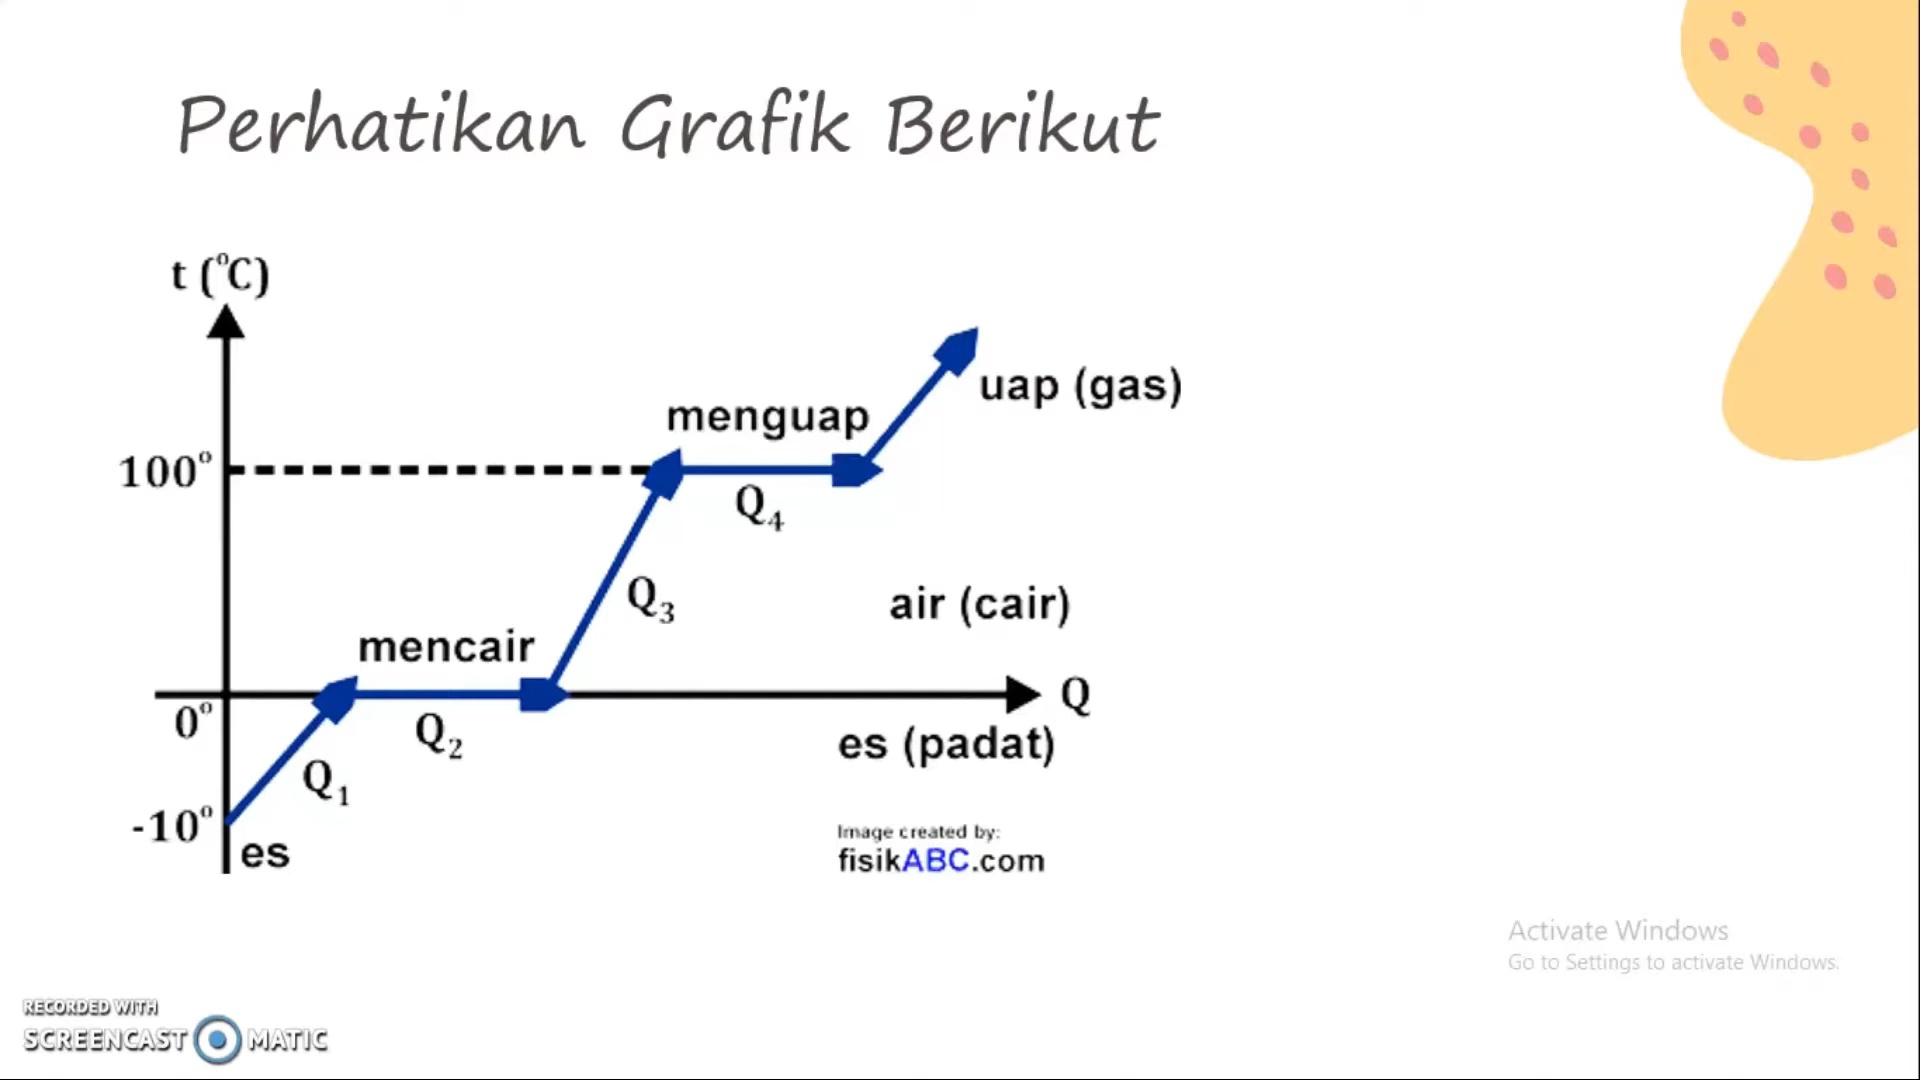 Perhatikan Grafik Berikut
t (°C)
uap (gas)
menguap
100°
Q4
Q3
air (cair)
mencair
Q
0°
Q2
es (padat)
Q1
-10°
es
Image created by:
fisikABC.com
Activate Windows
Go to Settings to activate Windows.
RECORDED WITH
SCREENCAST MATIC